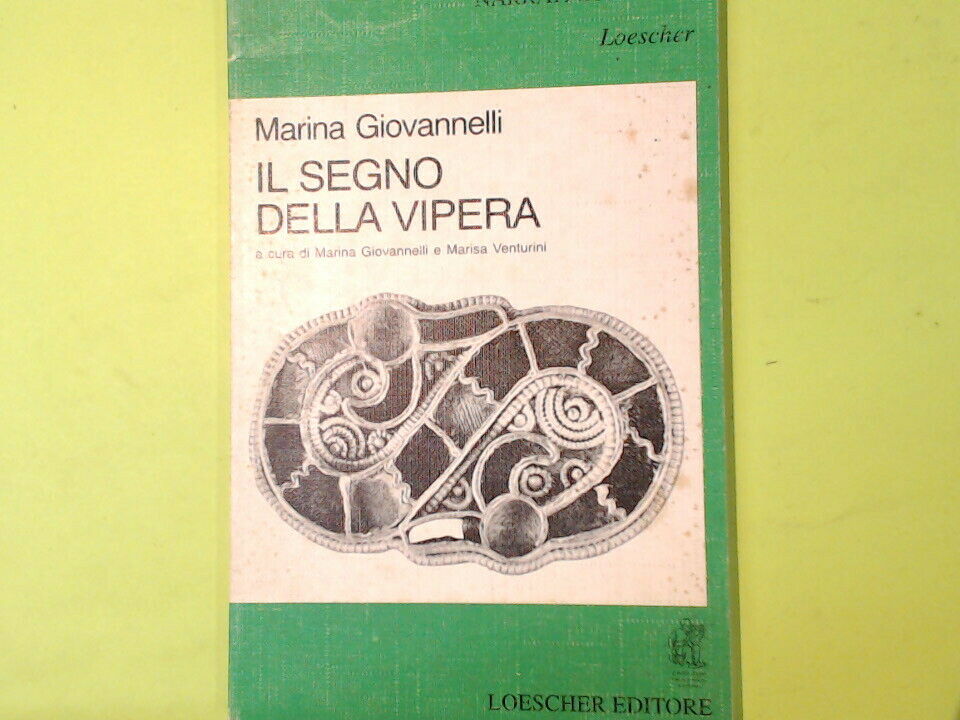 Loescher
Marina Giovannelli
IL SEGNO
DELLA VIPERA
a cura di Marina Giovannelli e Marisa Venturini
LOESCHER EDITORE